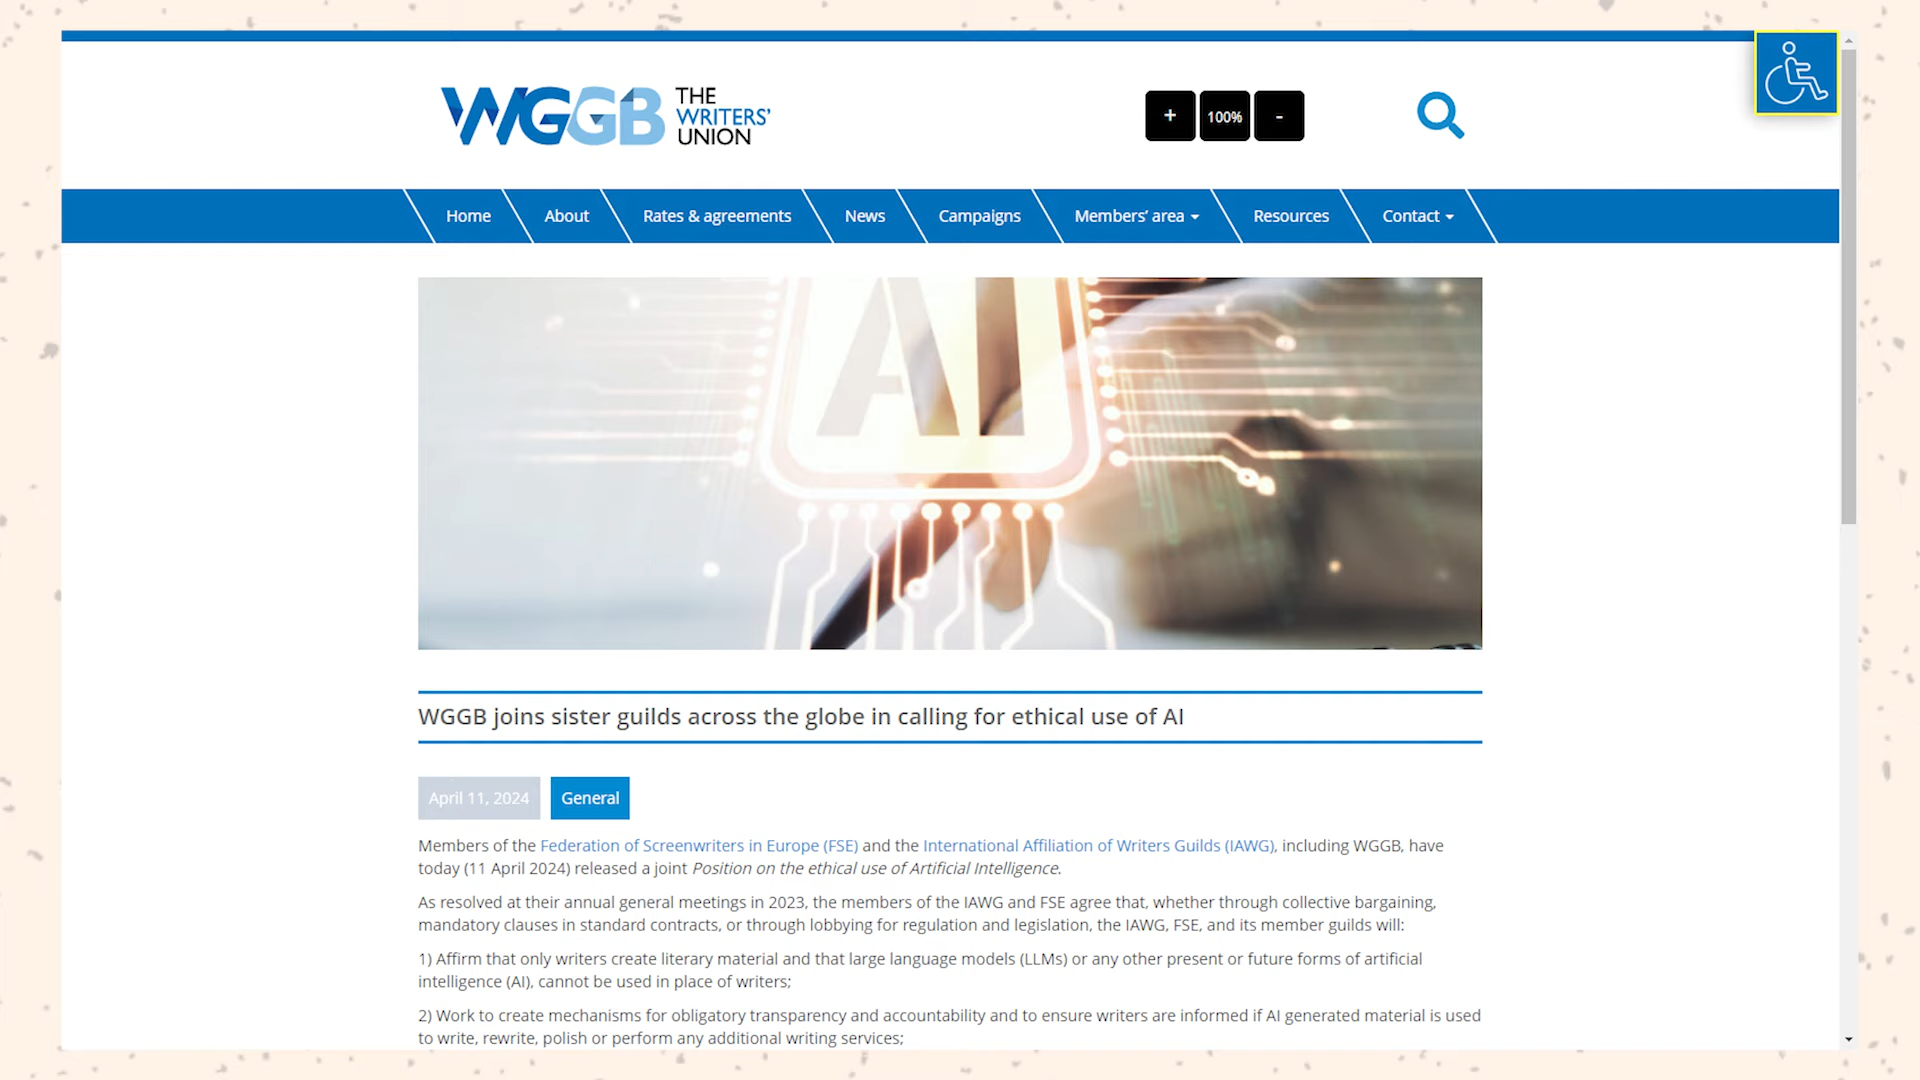 WGGB THE
WRITERS'
UNION
+ 100% -
Home About Rates & agreements News Campaigns Members' area Resources Contact
AI
WGGB joins sister guilds across the globe in calling for ethical use of AI
April 11, 2024 General
Members of the Federation of Screenwriters in Europe (FSE) and the International Affiliation of Writers Guilds (IAWG), including WGGB, have
today (11 April 2024) released a joint Position on the ethical use of Artificial Intelligence.
As resolved at their annual general meetings in 2023, the members of the IAWG and FSE agree that, whether through collective bargaining,
mandatory clauses in standard contracts, or through lobbying for regulation and legislation, the IAWG, FSE, and its member guilds will:
1) Affirm that only writers create literary material and that large language models (LLMs) or any other present or future forms of artificial
intelligence (AI), cannot be used in place of writers;
2) Work to create mechanisms for obligatory transparency and accountability and to ensure writers are informed if AI generated material is used
to write, rewrite, polish or perform any additional writing services;